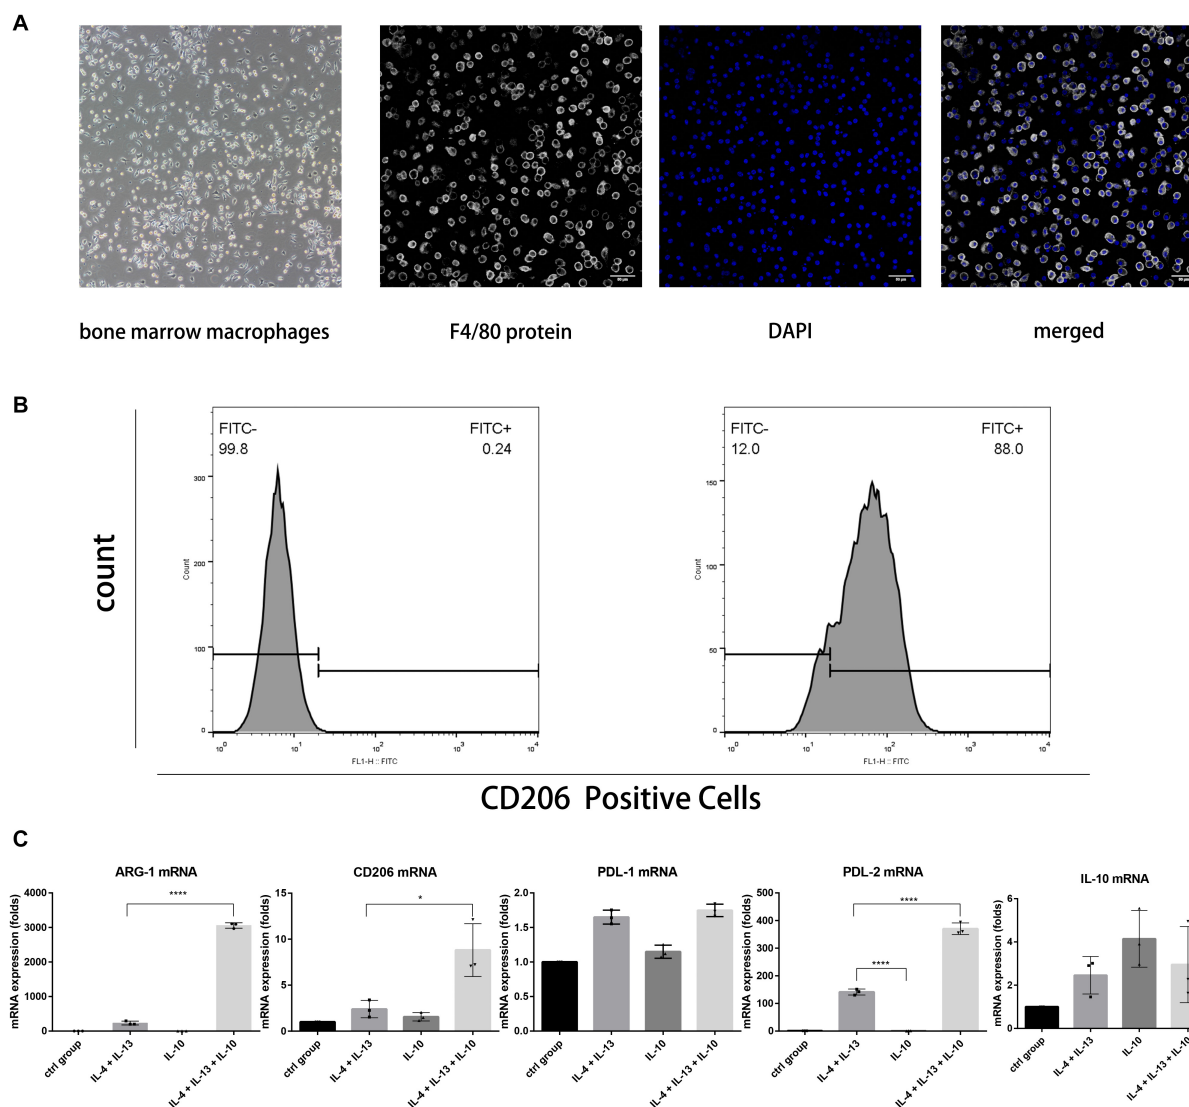 A
bone marrow macrophages
F4/80 protein
DAPI
merged
B
count
FITC-
99.8
FITC+
0.24
300
200
100
0
Count
10^0
10^1
10^2
10^3
10^4
FL1-H :: FITC
FITC-
12.0
FITC+
88.0
150
100
50
0
Count
10^0
10^1
10^2
10^3
10^4
FL1-H :: FITC
CD206 Positive Cells
C
ARG-1 mRNA
mRNA expression (folds)
4000
3000
2000
1000
0
****
ctrl group
IL-4 + IL-13
IL-10
IL-4 + IL-13 + IL-10
CD206 mRNA
mRNA expression (folds)
15
10
5
0
*
ctrl group
IL-4 + IL-13
IL-10
IL-4 + IL-13 + IL-10
PDL-1 mRNA
mRNA expression (folds)
2.0
1.5
1.0
0.5
0.0
ctrl group
IL-4 + IL-13
IL-10
IL-4 + IL-13 + IL-10
PDL-2 mRNA
mRNA expression (folds)
500
400
300
200
100
0
****
****
ctrl group
IL-4 + IL-13
IL-10
IL-4 + IL-13 + IL-10
IL-10 mRNA
mRNA expression (folds)
6
4
2
0
ctrl group
IL-4 + IL-13
IL-10
IL-4 + IL-13 + IL-10